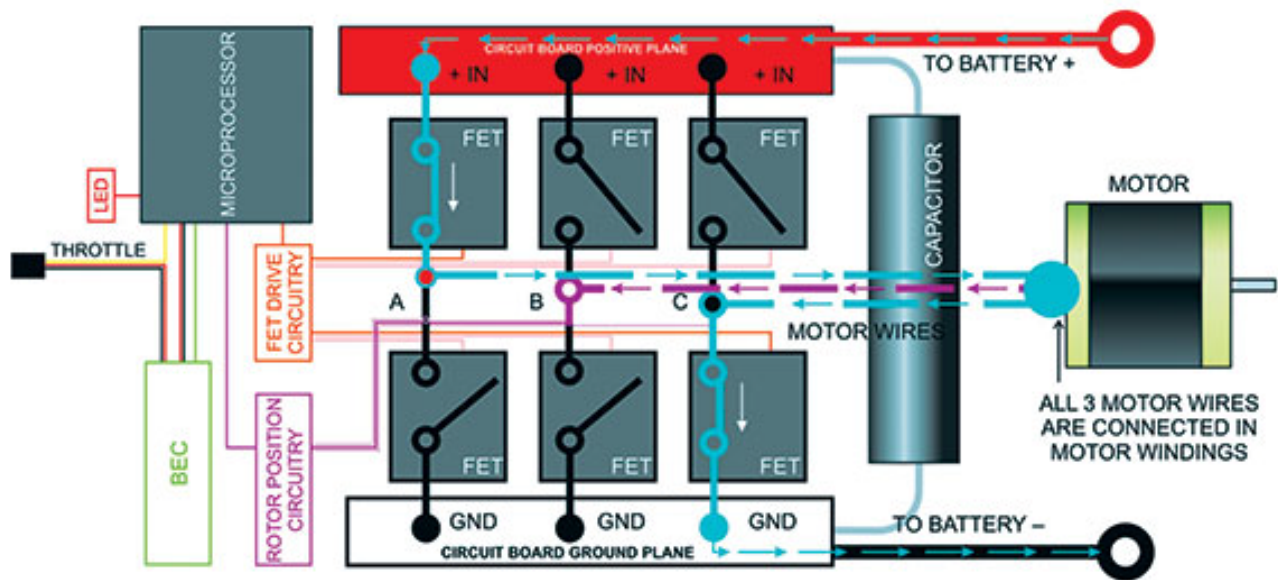 MICROPROCESSOR
CIRCUIT BOARD POSITIVE PLANE
+ IN
+ IN
+ IN
TO BATTERY +
FET
FET
FET
LED
THROTTLE
FET DRIVE
CIRCUITRY
CAPACITOR
MOTOR
A
B
C
MOTOR WIRES
BEC
ROTOR POSITION
CIRCUITRY
FET
FET
FET
ALL 3 MOTOR WIRES
ARE CONNECTED IN
MOTOR WINDINGS
GND
GND
GND
CIRCUIT BOARD GROUND PLANE
TO BATTERY –